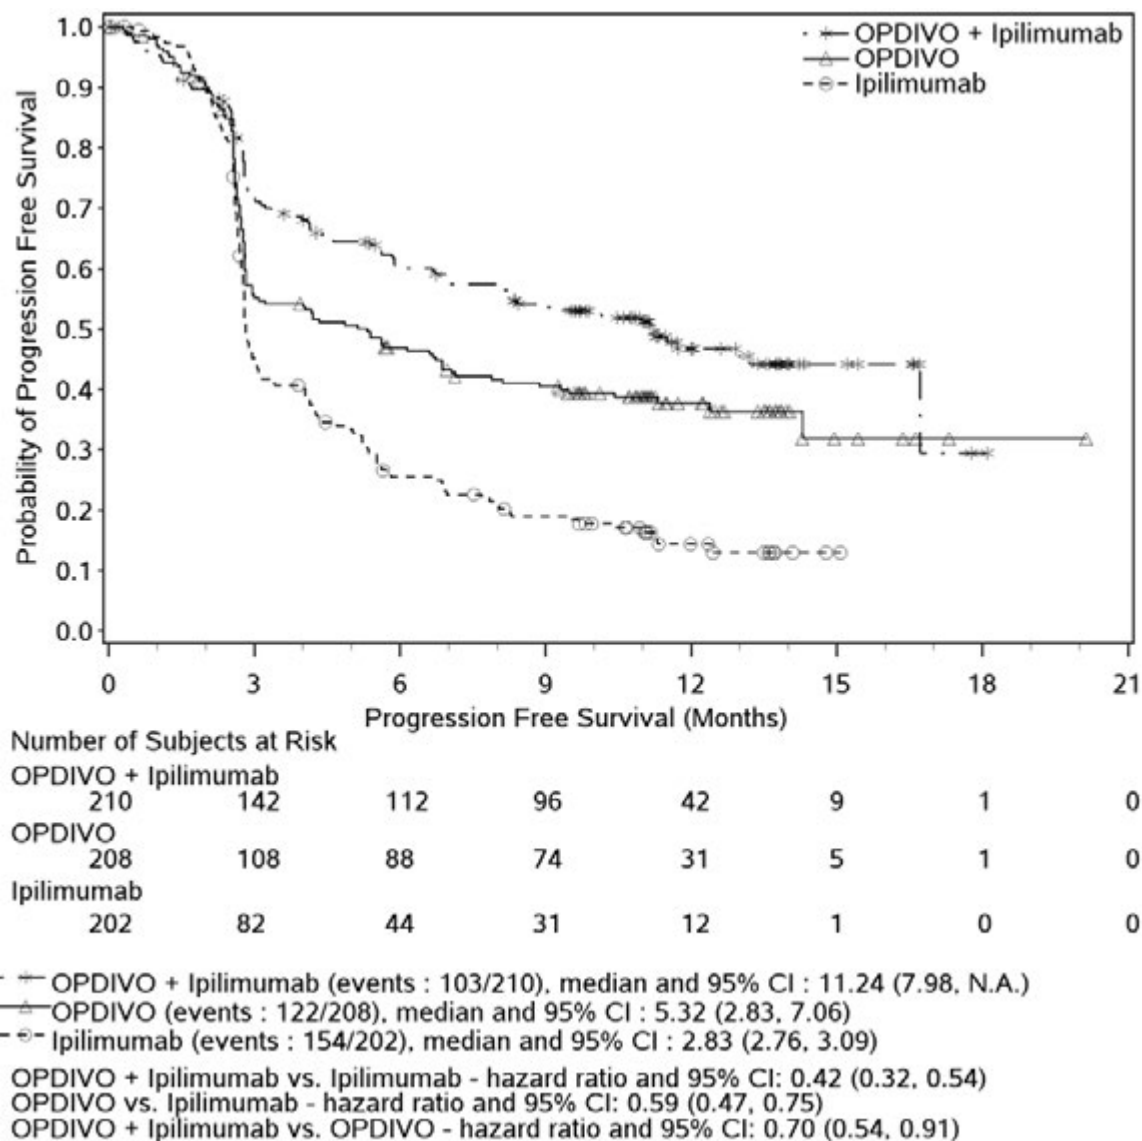 OPDIVO + Ipilimumab
OPDIVO
Ipilimumab
Probability of Progression Free Survival
1.0
0.9
0.8
0.7
0.6
0.5
0.4
0.3
0.2
0.1
0.0
0 3 6 9 12 15 18 21
Progression Free Survival (Months)
Number of Subjects at Risk
OPDIVO + Ipilimumab
210 142 112 96 42 9 1 0
OPDIVO
208 108 88 74 31 5 1 0
Ipilimumab
202 82 44 31 12 1 0 0
OPDIVO + Ipilimumab (events : 103/210), median and 95% CI : 11.24 (7.98, N.A.)
OPDIVO (events : 122/208), median and 95% CI : 5.32 (2.83, 7.06)
Ipilimumab (events : 154/202), median and 95% CI : 2.83 (2.76, 3.09)
OPDIVO + Ipilimumab vs. Ipilimumab - hazard ratio and 95% CI: 0.42 (0.32, 0.54)
OPDIVO vs. Ipilimumab - hazard ratio and 95% CI: 0.59 (0.47, 0.75)
OPDIVO + Ipilimumab vs. OPDIVO - hazard ratio and 95% CI: 0.70 (0.54, 0.91)